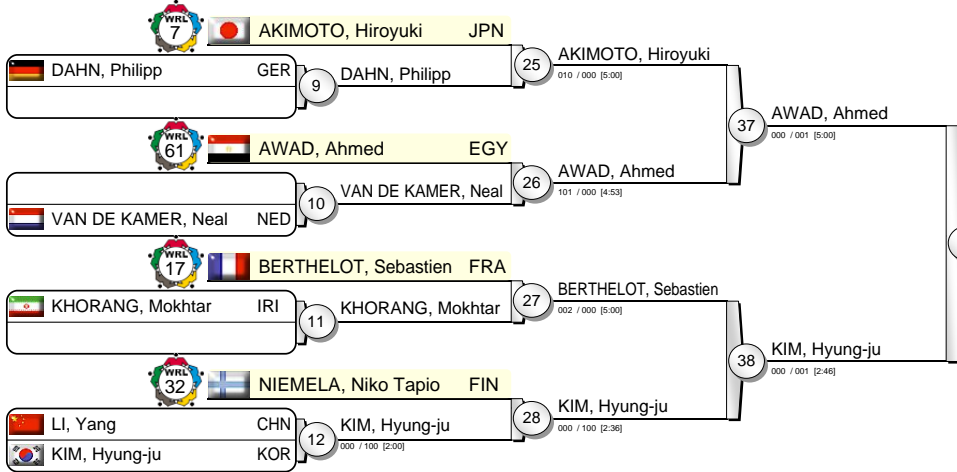 WRL
7
AKIMOTO, Hiroyuki JPN
DAHN, Philipp GER
9
DAHN, Philipp
25
AKIMOTO, Hiroyuki
010 / 000 [5:00]
WRL
61
AWAD, Ahmed EGY
VAN DE KAMER, Neal NED
10
VAN DE KAMER, Neal
26
AWAD, Ahmed
101 / 000 [4:53]
37
AWAD, Ahmed
000 / 001 [5:00]
WRL
17
BERTHELOT, Sebastien FRA
KHORANG, Mokhtar IRI
11
KHORANG, Mokhtar
27
BERTHELOT, Sebastien
002 / 000 [5:00]
WRL
32
NIEMELA, Niko Tapio FIN
LI, Yang CHN
KIM, Hyung-ju KOR
12
KIM, Hyung-ju
000 / 100 [2:00]
28
KIM, Hyung-ju
000 / 100 [2:36]
38
KIM, Hyung-ju
000 / 001 [2:46]